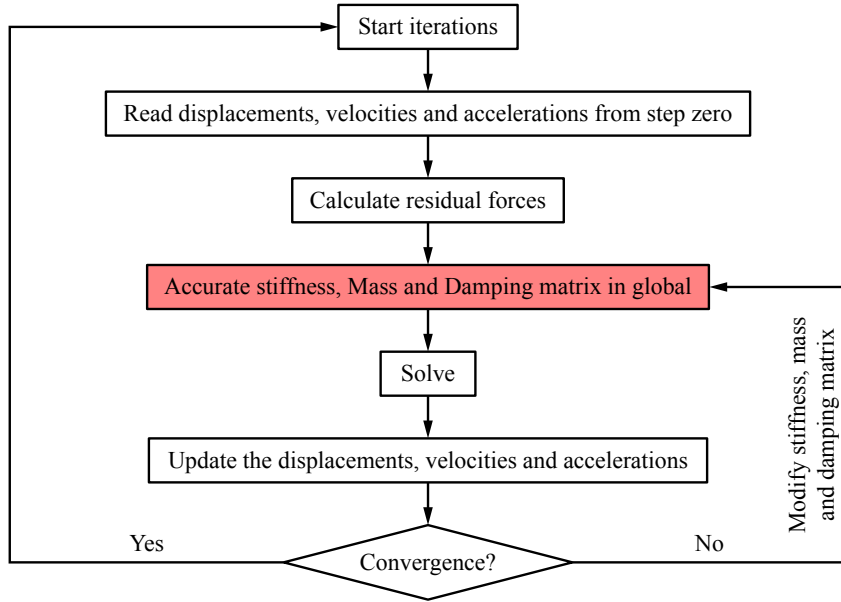 Start iterations
Read displacements, velocities and accelerations from step zero
Calculate residual forces
Accurate stiffness, Mass and Damping matrix in global
Solve
Modify stiffness, mass
and damping matrix
Update the displacements, velocities and accelerations
Yes
Convergence?
No